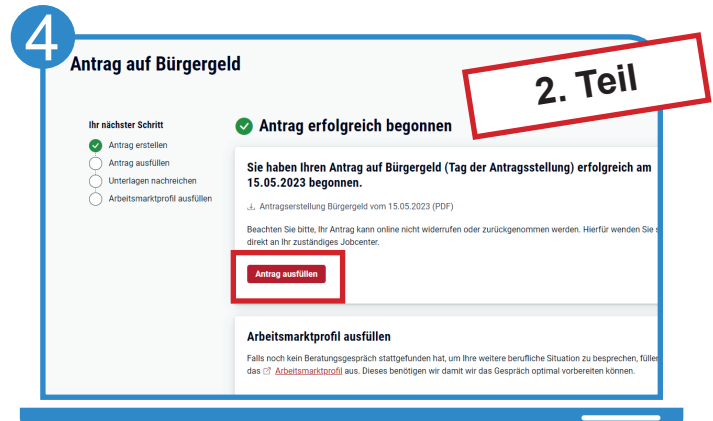 4
Antrag auf Bürgergeld
2. Teil
Ihr nächster Schritt
Antrag erstellen
Antrag ausfüllen
Unterlagen nachreichen
Arbeitsmarktprofil ausfüllen
Antrag erfolgreich begonnen
Sie haben Ihren Antrag auf Bürgergeld (Tag der Antragsstellung) erfolgreich am
15.05.2023 begonnen.
Antragserstellung Bürgergeld vom 15.05.2023 (PDF)
Beachten Sie bitte, Ihr Antrag kann online nicht widerrufen oder zurückgenommen werden. Hierfür wenden Sie
direkt an Ihr zuständiges Jobcenter.
Antrag ausfüllen
Arbeitsmarktprofil ausfüllen
Falls noch kein Beratungsgespräch stattgefunden hat, um Ihre weitere berufliche Situation zu besprechen,
das Arbeitsmarktprofil aus. Dieses benötigen wir damit wir das Gespräch optimal vorbereiten können.